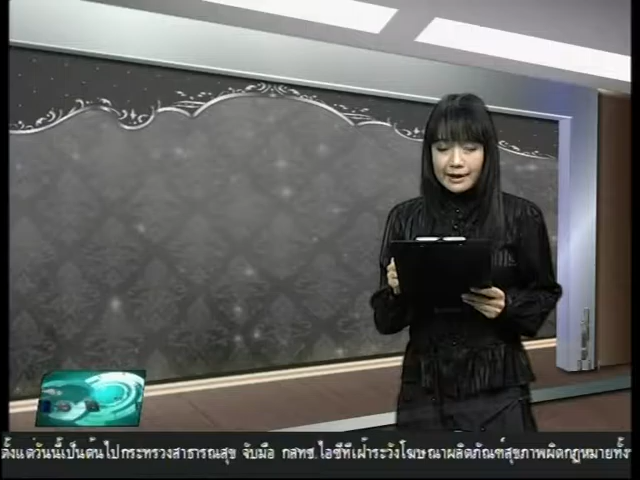 ตั้งแต่วันนี้เป็นต้นไปกระทรวงสาธารณสุข จับมือ กสทช.ไอซีทีเฝ้าระวังโฆษณาผลิตภัณฑ์สุขภาพผิดกฎหมายทั้ง